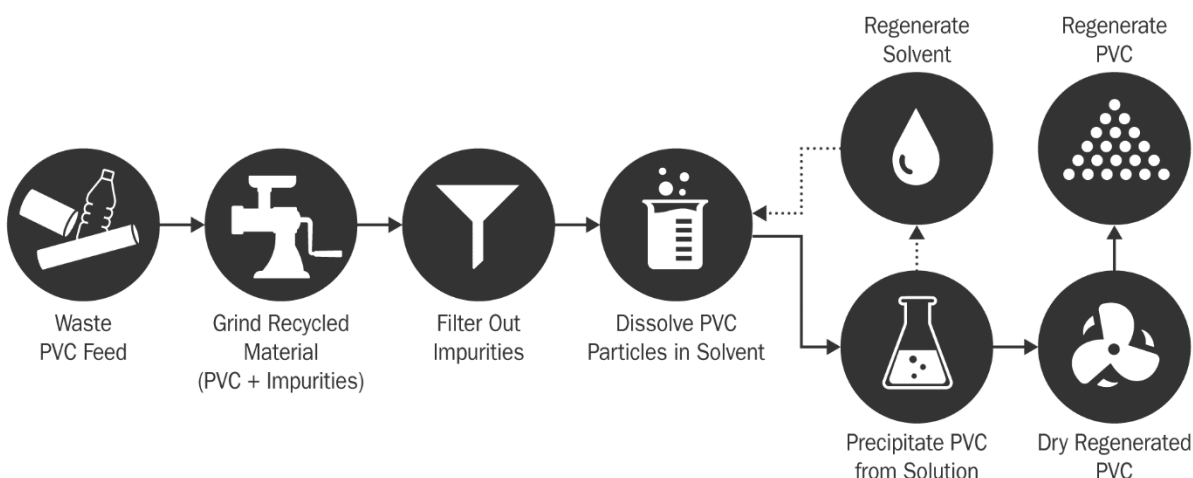 Regenerate
Solvent
Regenerate
PVC
Waste
PVC Feed
Grind Recycled
Material
(PVC + Impurities)
Filter Out
Impurities
Dissolve PVC
Particles in Solvent
Precipitate PVC
from Solution
Dry Regenerated
PVC